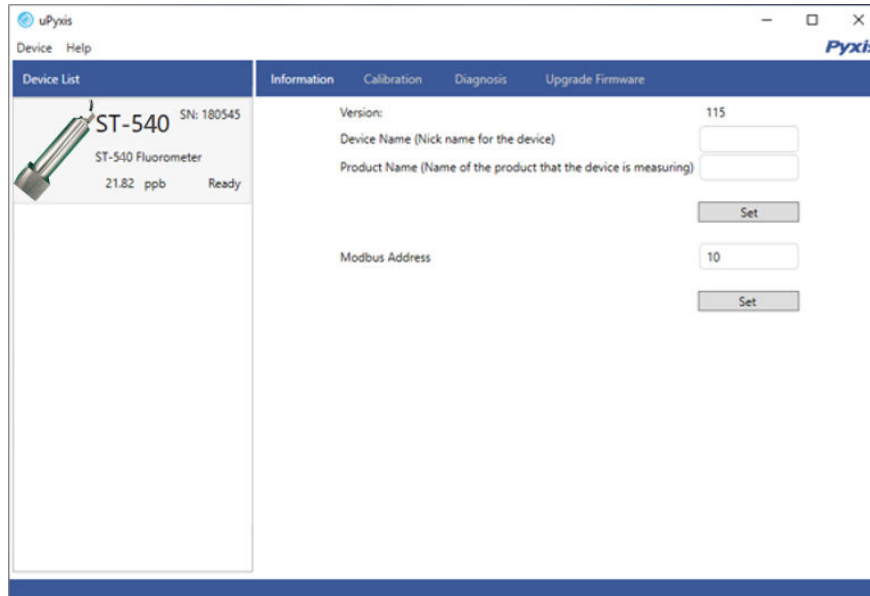 uPyxis
Device Help
Pyxis
Device List
Information Calibration Diagnosis Upgrade Firmware
ST-540 SN: 180545
ST-540 Fluorometer
21.82 ppb Ready
Version: 115
Device Name (Nick name for the device)
Product Name (Name of the product that the device is measuring)
Set
Modbus Address 10
Set